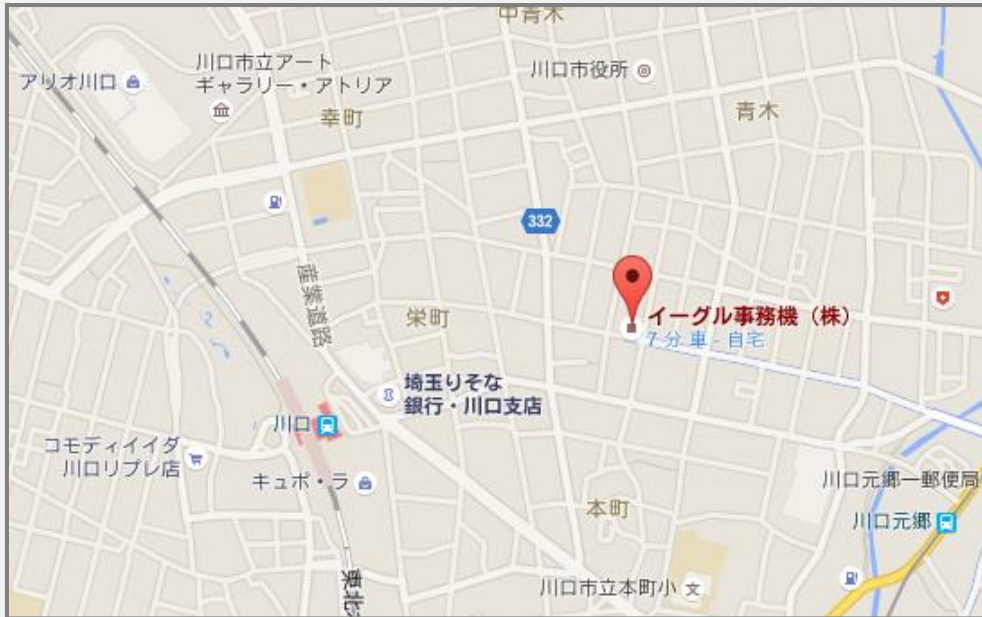 中青木
川口市立アート
ギャラリー・アトリア
川口市役所
アリオ川口
幸町
青木
332
産業道路
イーグル事務機（株）
7 分 車 - 自宅
栄町
埼玉りそな
銀行・川口支店
川口
コモディイイダ
川口リプレ店
キュポ・ラ
川口元郷一郵便局
本町
川口元郷
川口市立本町小
文
東北